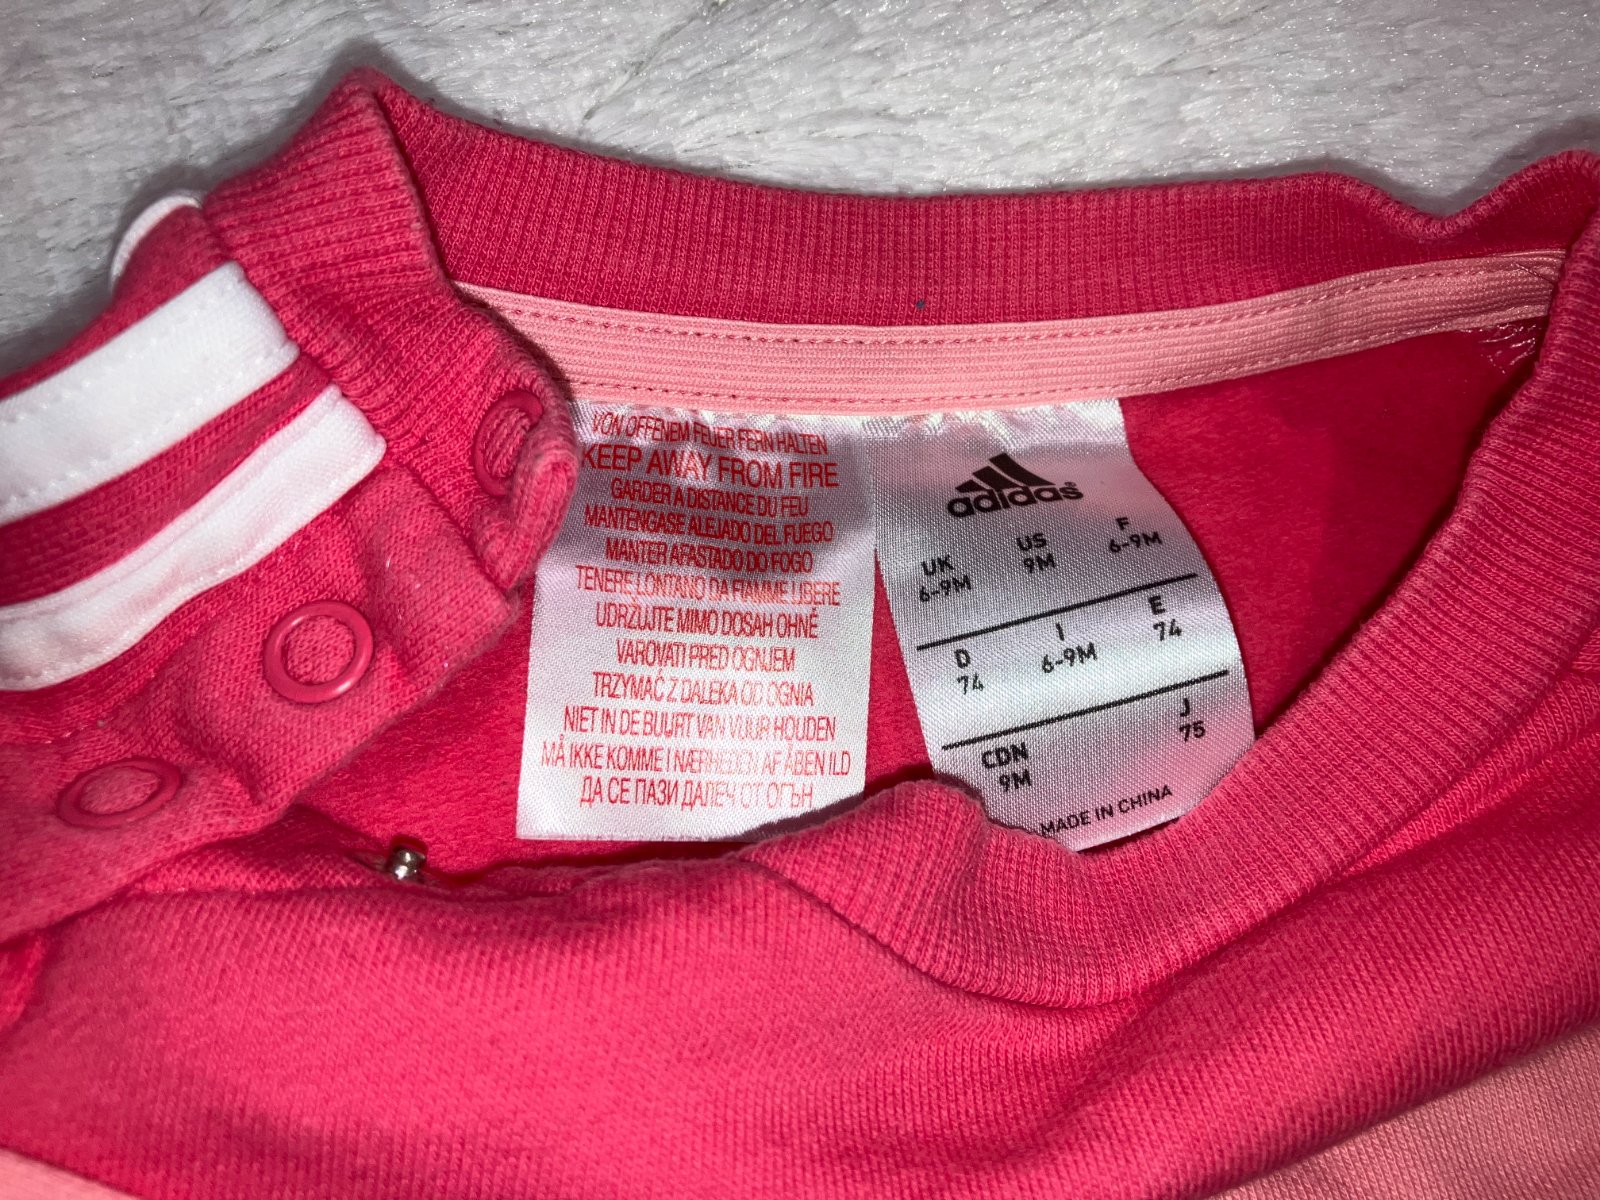 VON OFFENEM FEUER FERN HALTEN
KEEP AWAY FROM FIRE
GARDER A DISTANCE DU FEU
MANTENGASE ALEJADO DEL FUEGO
MANTER AFASTADO DO FOGO
TENERE LONTANO DA FIAMME LIBERE
UDRŽUJTE MIMO DOSAH OHNĚ
VAROVATI PRED OGNJEM
TRZYMAĆ Z DALEKA OD OGNIA
NIET IN DE BUURT VAN VUUR HOUDEN
MÅ IKKE KOMME I NÆRHEDEN AF ÅBEN ILD
ДА СЕ ПАЗИ ДАЛЕЧ ОТ ОГЪН
adidas®
UK US F
6-9M 9M 6-9M
D I E
74 6-9M 74
CDN J
9M 75
MADE IN CHINA